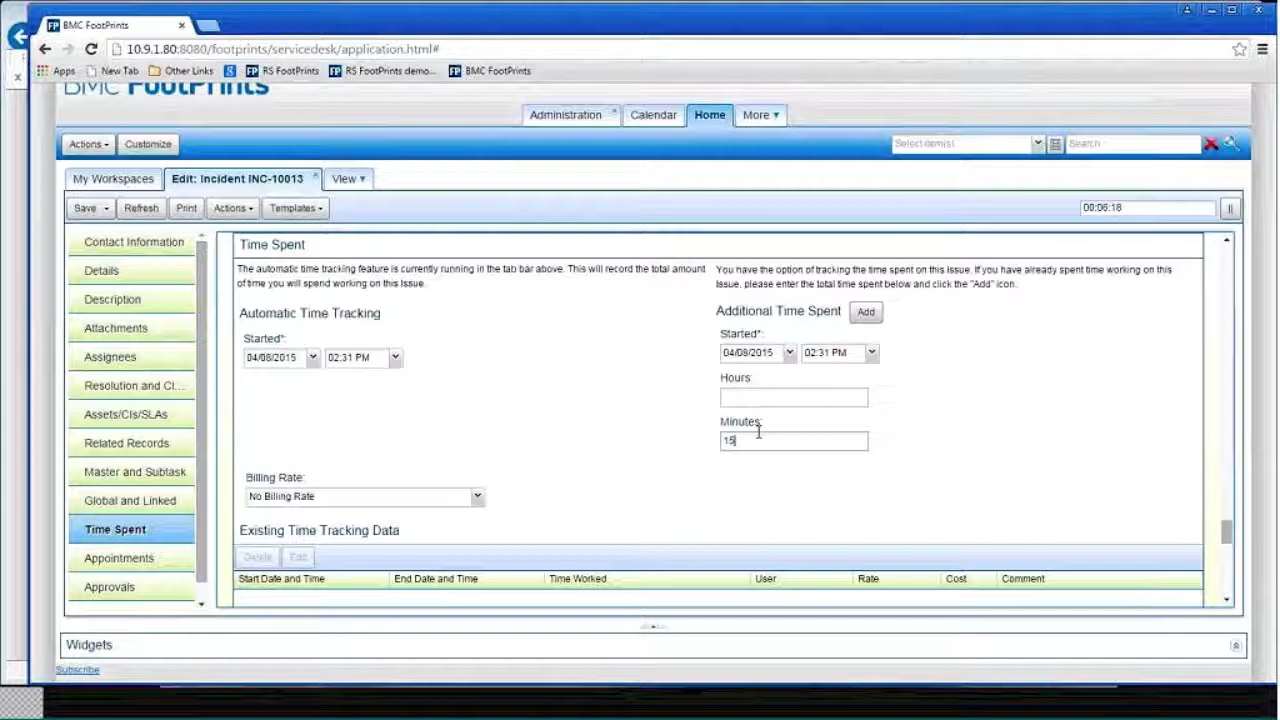 FP BMC FootPrints ×
10.9.1.80:8080/footprints/servicedesk/application.html#
Apps New Tab Other Links 8 FP RS FootPrints FP RS FootPrints demo... FP BMC FootPrints
BMC FootPrints
Administration Calendar Home More
Actions Customize Select item(s) Search
My Workspaces Edit: Incident INC-10013 View
Save Refresh Print Actions Templates 00:06:18
Contact Information
Details
Description
Attachments
Assignees
Resolution and Cl...
Assets/CIs/SLAs
Related Records
Master and Subtask
Global and Linked
Time Spent
Appointments
Approvals
Time Spent
The automatic time tracking feature is currently running in the tab bar above. This will record the total amount
of time you will spend working on this Issue.
Automatic Time Tracking
Started*:
04/08/2015 02:31 PM
You have the option of tracking the time spent on this Issue. If you have already spent time working on this
Issue, please enter the total time spent below and click the "Add" icon.
Additional Time Spent Add
Started*:
04/08/2015 02:31 PM
Hours:
Minutes:
15
Billing Rate:
No Billing Rate
Existing Time Tracking Data
Delete Edit
Start Date and Time End Date and Time Time Worked User Rate Cost Comment
Widgets
Subscribe